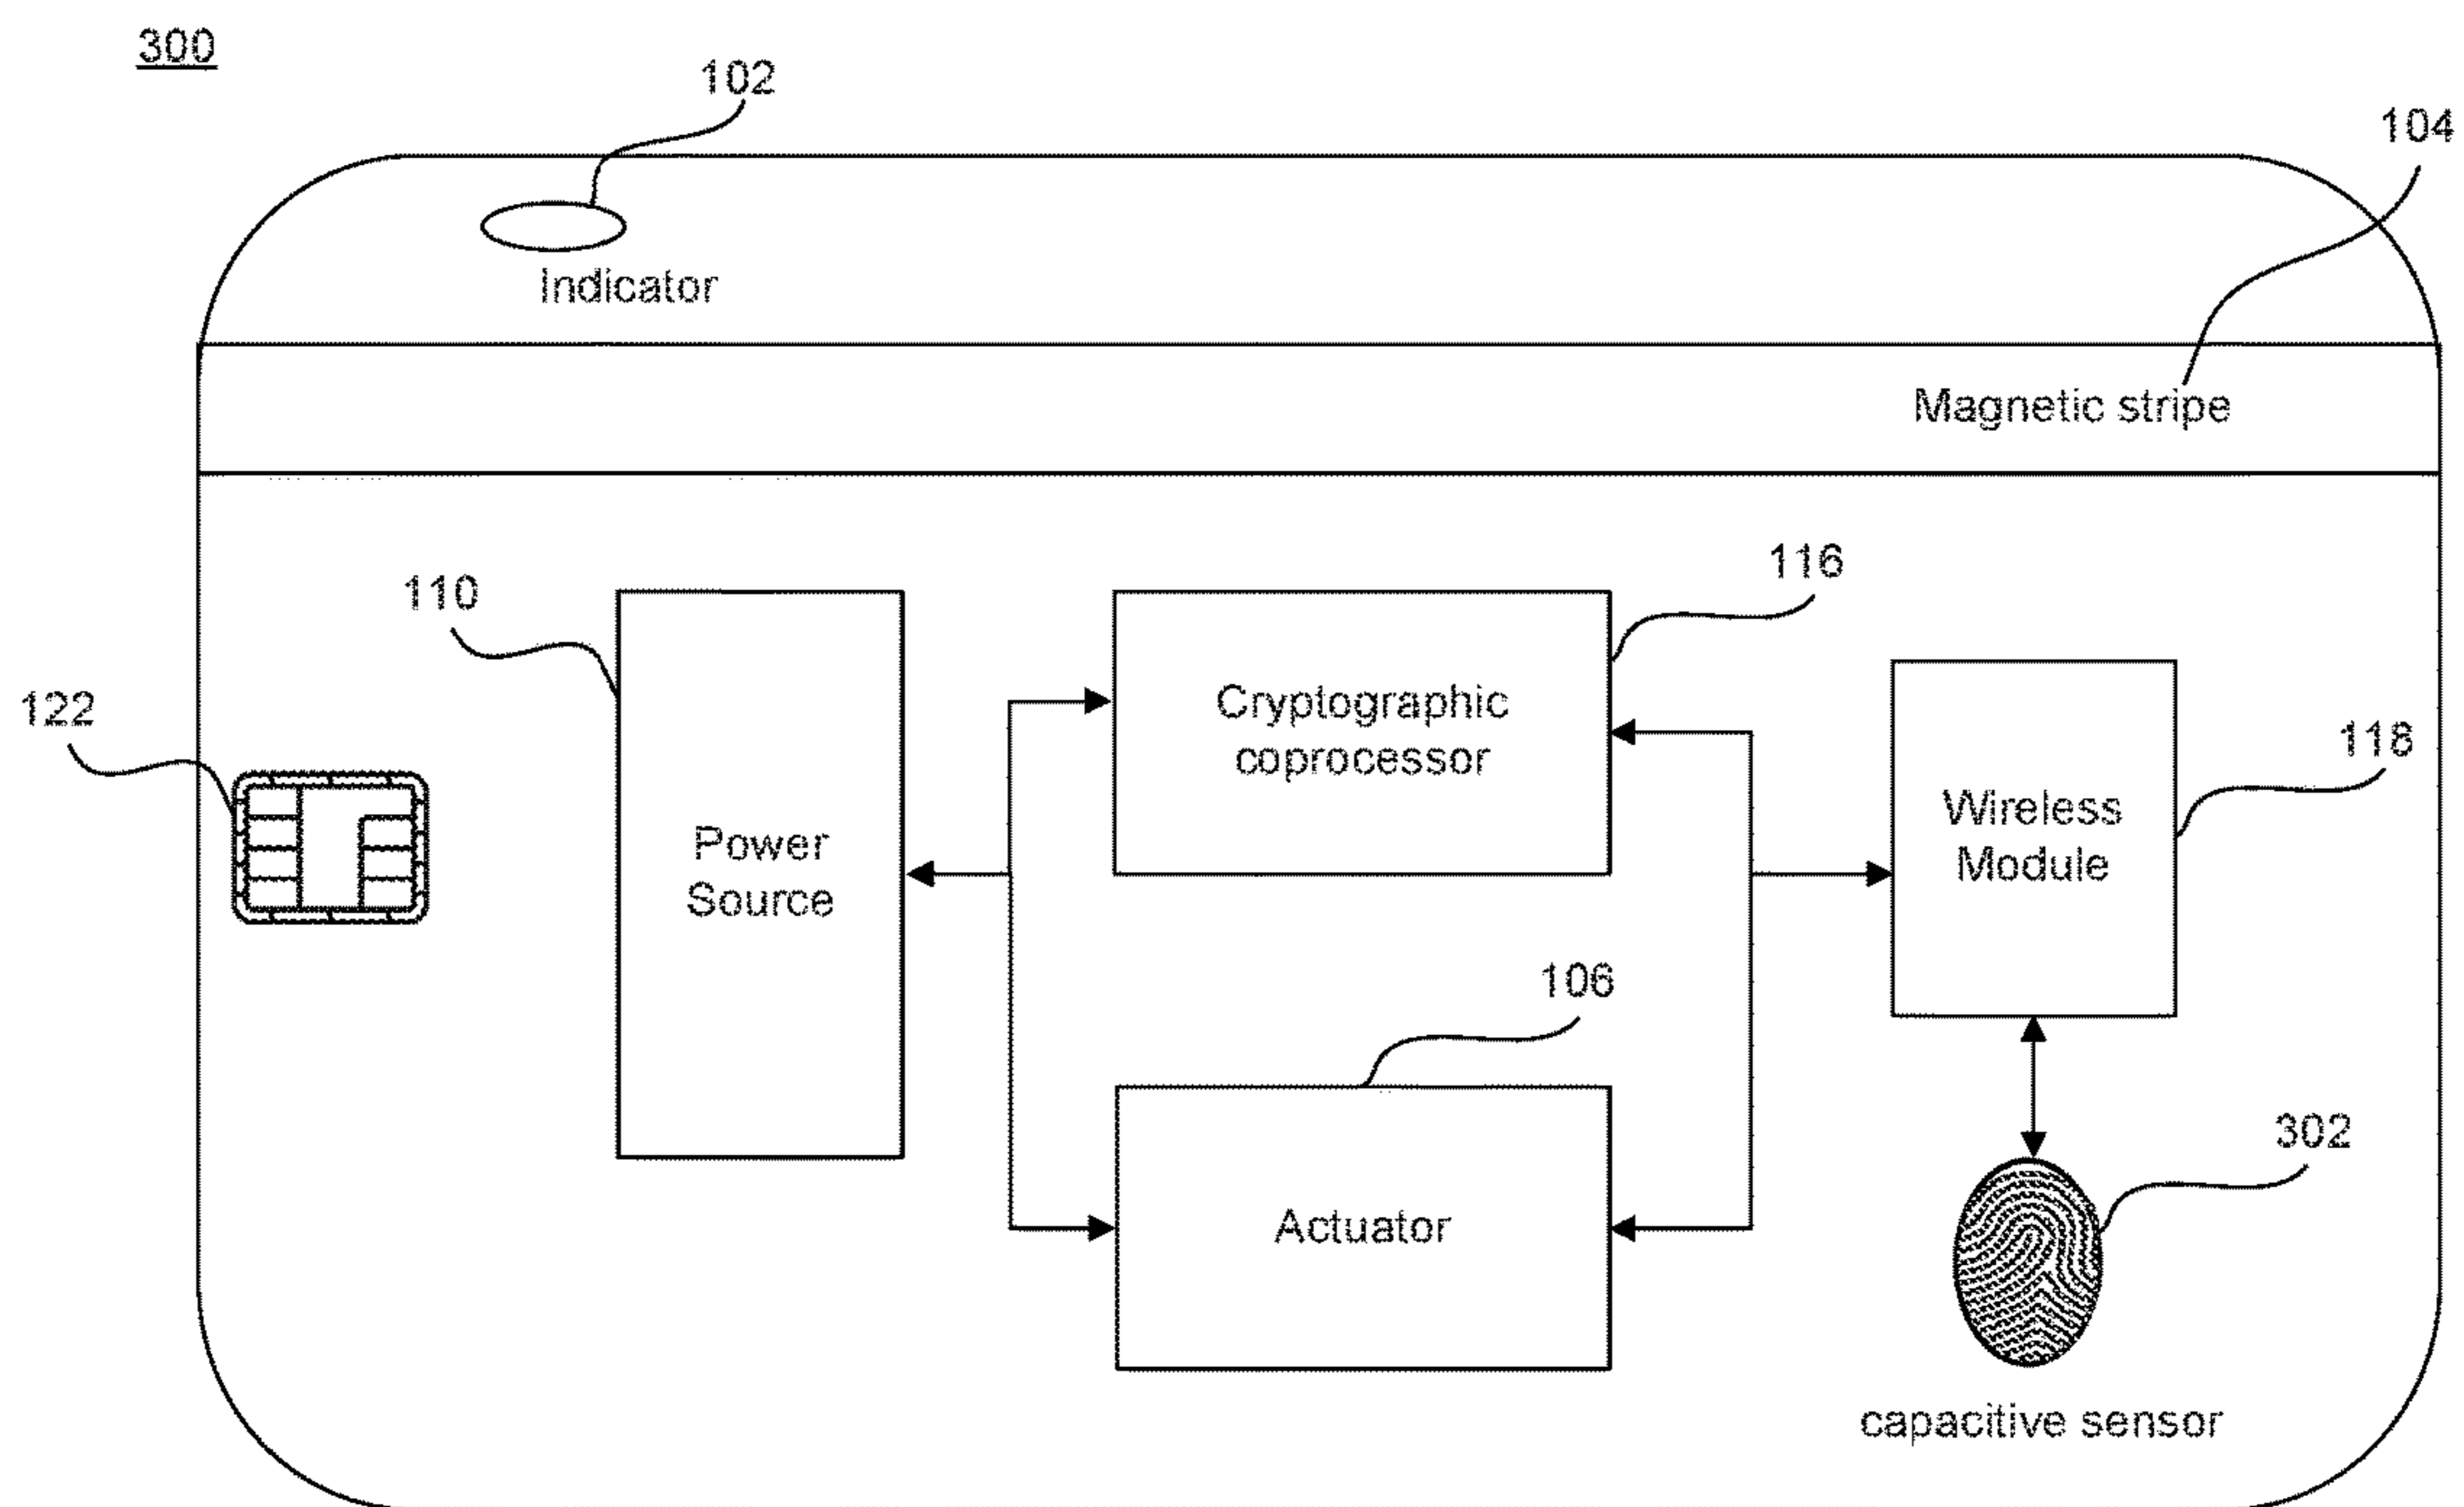 300
102
104
Indicator
Magnetic stripe
110
116
122
Cryptographic
coprocessor
118
Wireless
Module
Power
Source
106
302
Actuator
capacitive sensor